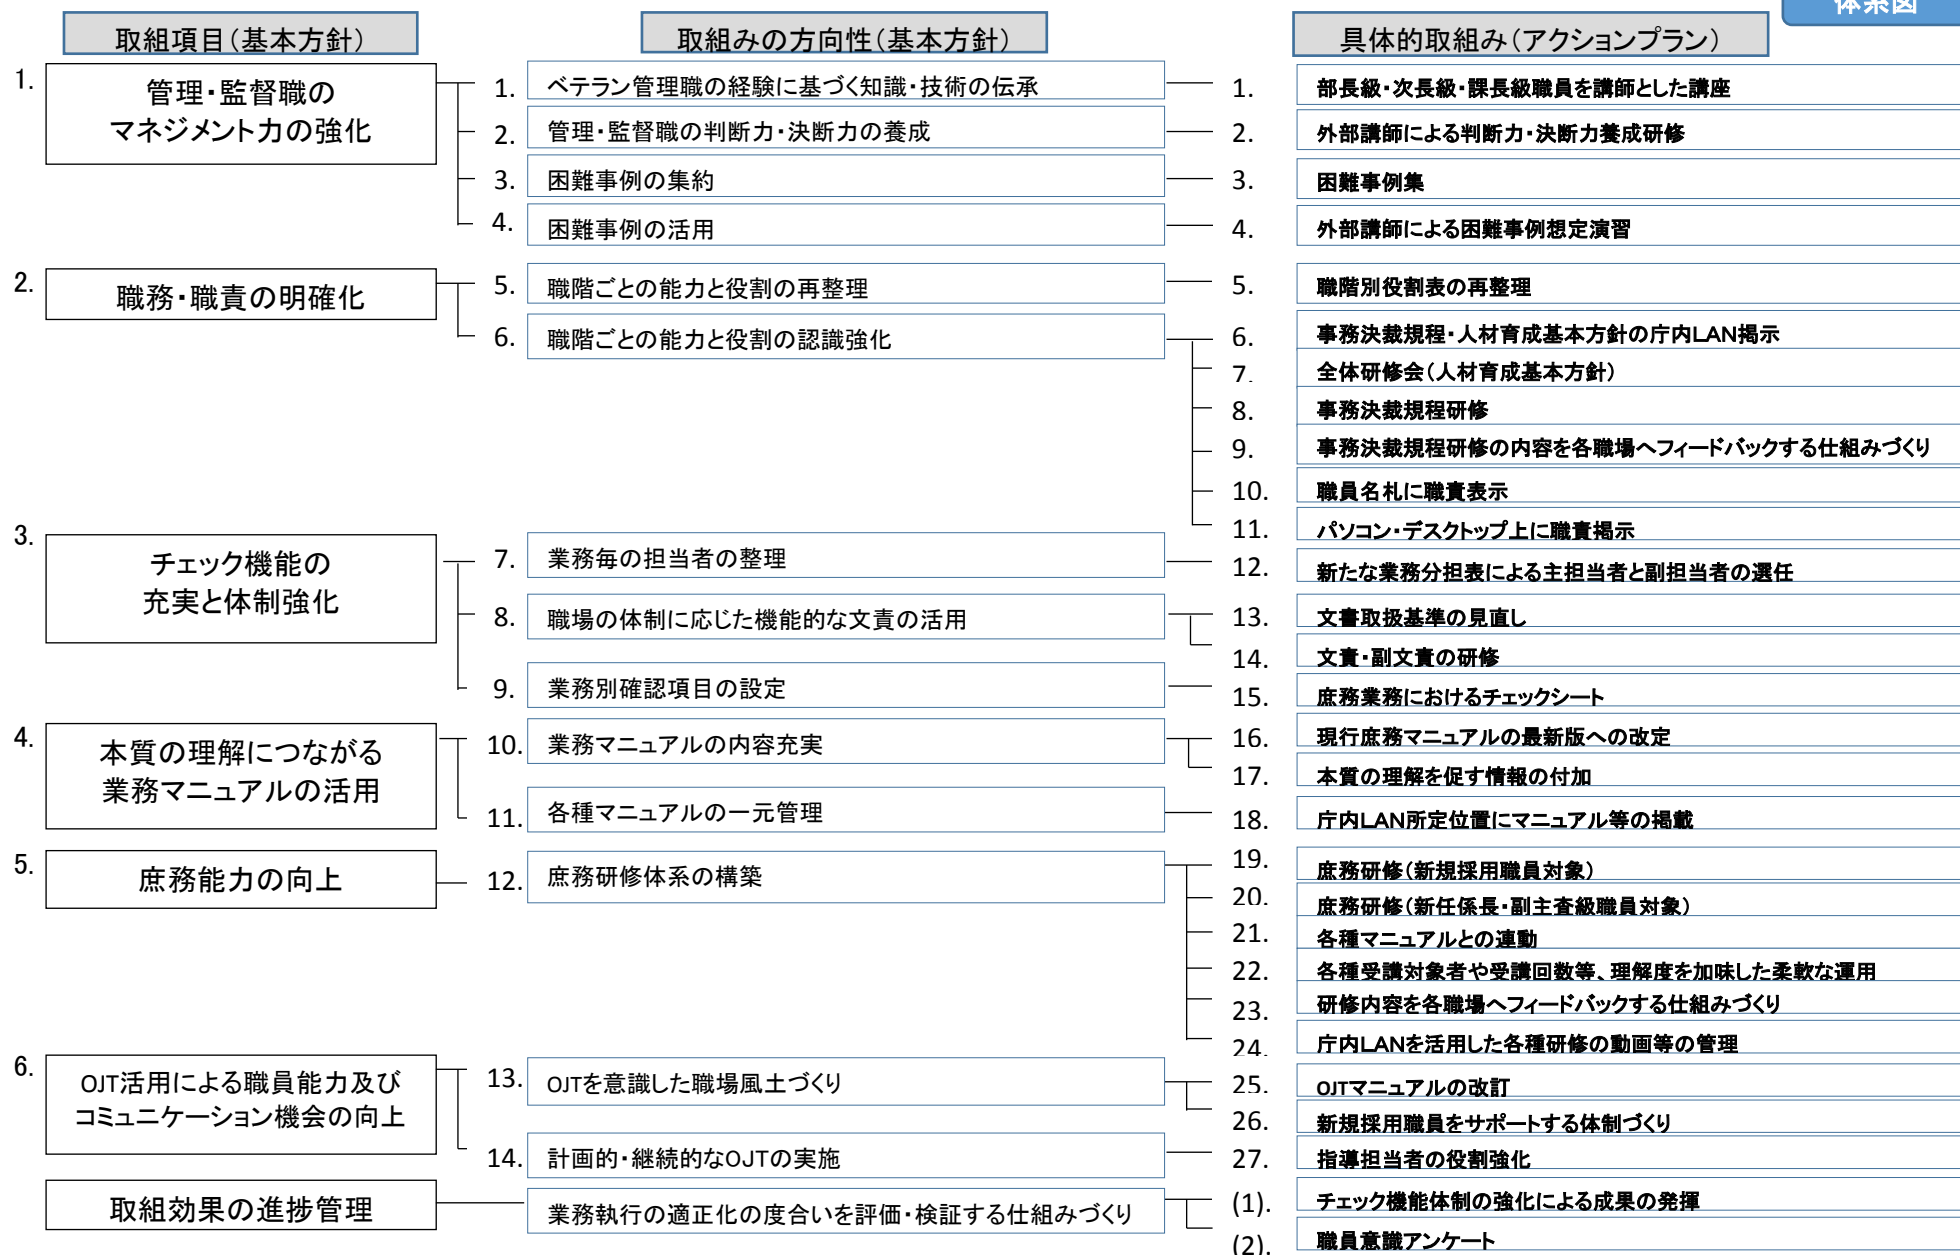 体系図
取組項目（基本方針）
取組みの方向性（基本方針）
具体的取組み（アクションプラン）
1. 管理・監督職の
マネジメント力の強化
1. ベテラン管理職の経験に基づく知識・技術の伝承
1. 部長級・次長級・課長級職員を講師とした講座
2. 管理・監督職の判断力・決断力の養成
2. 外部講師による判断力・決断力養成研修
3. 困難事例の集約
3. 困難事例集
4. 困難事例の活用
4. 外部講師による困難事例想定演習
2. 職務・職責の明確化
5. 職階ごとの能力と役割の再整理
5. 職階別役割表の再整理
6. 職階ごとの能力と役割の認識強化
6. 事務決裁規程・人材育成基本方針の庁内LAN掲示
7. 全体研修会（人材育成基本方針）
8. 事務決裁規程研修
9. 事務決裁規程研修の内容を各職場へフィードバックする仕組みづくり
10. 職員名札に職責表示
11. パソコン・デスクトップ上に職責掲示
3. チェック機能の
充実と体制強化
7. 業務毎の担当者の整理
12. 新たな業務分担表による主担当者と副担当者の選任
8. 職場の体制に応じた機能的な文責の活用
13. 文書取扱基準の見直し
14. 文責・副文責の研修
9. 業務別確認項目の設定
15. 庶務業務におけるチェックシート
4. 本質の理解につながる
業務マニュアルの活用
10. 業務マニュアルの内容充実
16. 現行庶務マニュアルの最新版への改定
17. 本質の理解を促す情報の付加
11. 各種マニュアルの一元管理
18. 庁内LAN所定位置にマニュアル等の掲載
5. 庶務能力の向上
12. 庶務研修体系の構築
19. 庶務研修（新規採用職員対象）
20. 庶務研修（新任係長・副主査級職員対象）
21. 各種マニュアルとの連動
22. 各種受講対象者や受講回数等、理解度を加味した柔軟な運用
23. 研修内容を各職場へフィードバックする仕組みづくり
24. 庁内LANを活用した各種研修の動画等の管理
6. OJT活用による職員能力及び
コミュニケーション機会の向上
13. OJTを意識した職場風土づくり
25. OJTマニュアルの改訂
26. 新規採用職員をサポートする体制づくり
14. 計画的・継続的なOJTの実施
27. 指導担当者の役割強化
取組効果の進捗管理
業務執行の適正化の度合いを評価・検証する仕組みづくり
(1). チェック機能体制の強化による成果の発揮
(2). 職員意識アンケート